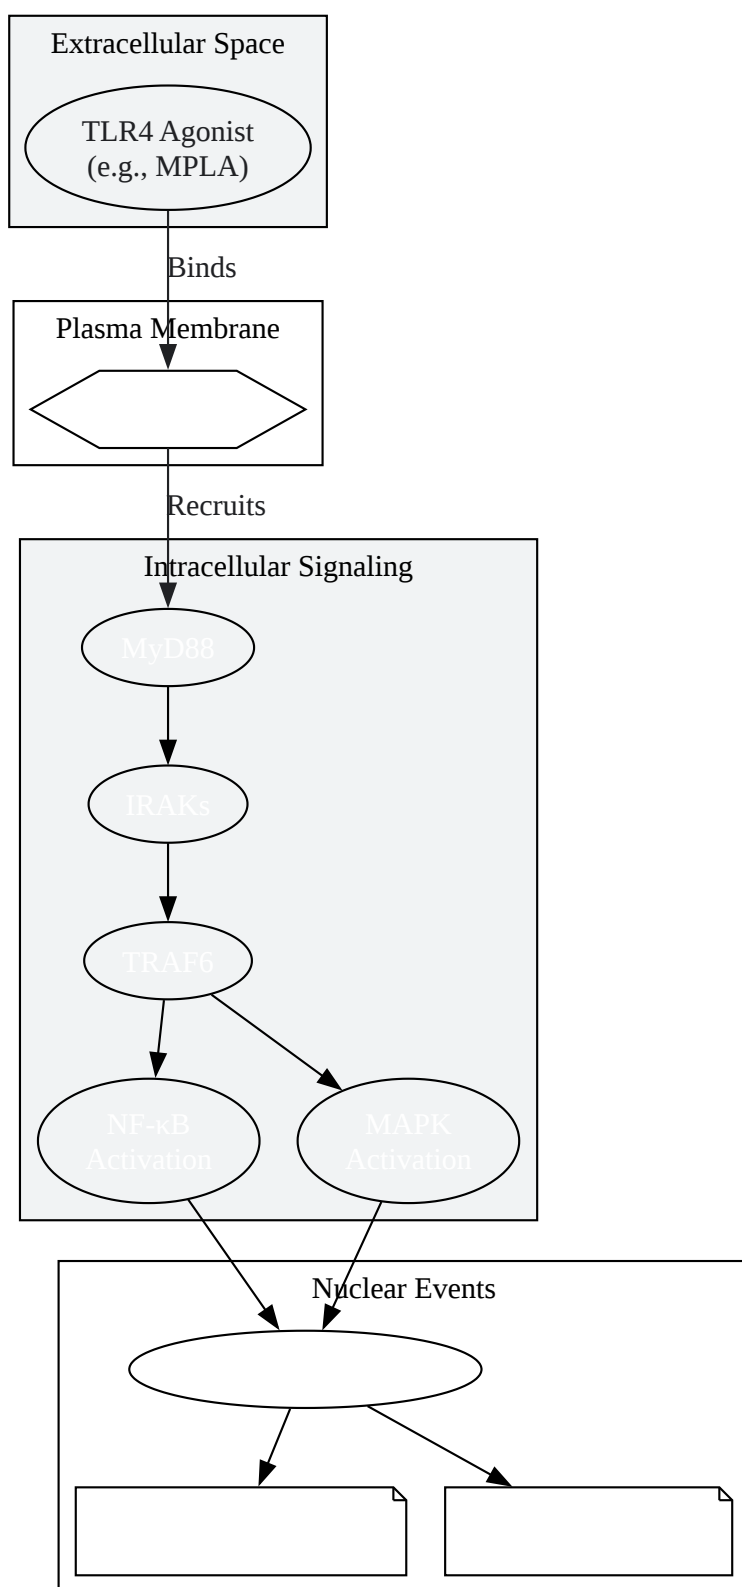 Extracellular Space
TLR4 Agonist
(e.g., MPLA)
Binds
Plasma Membrane
Recruits
Intracellular Signaling
MyD88
IRAKs
TRAF6
NF-κB
Activation
MAPK
Activation
Nuclear Events